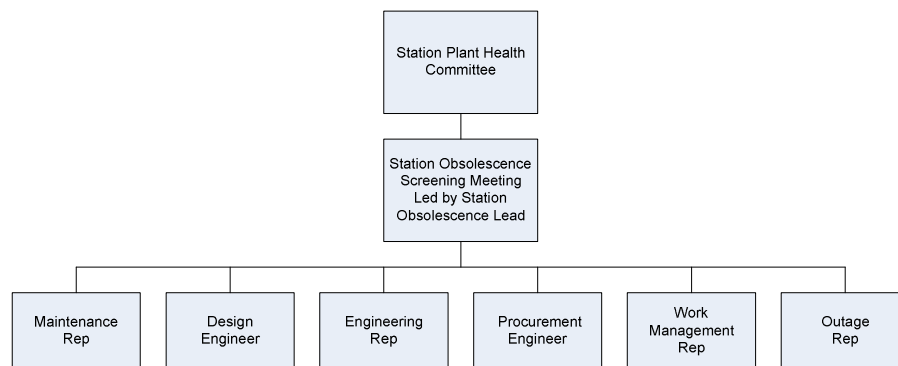 Station Plant Health
Committee
Station Obsolescence
Screening Meeting
Led by Station
Obsolescence Lead
Maintenance
Rep
Design
Engineer
Engineering
Rep
Procurement
Engineer
Work
Management
Rep
Outage
Rep